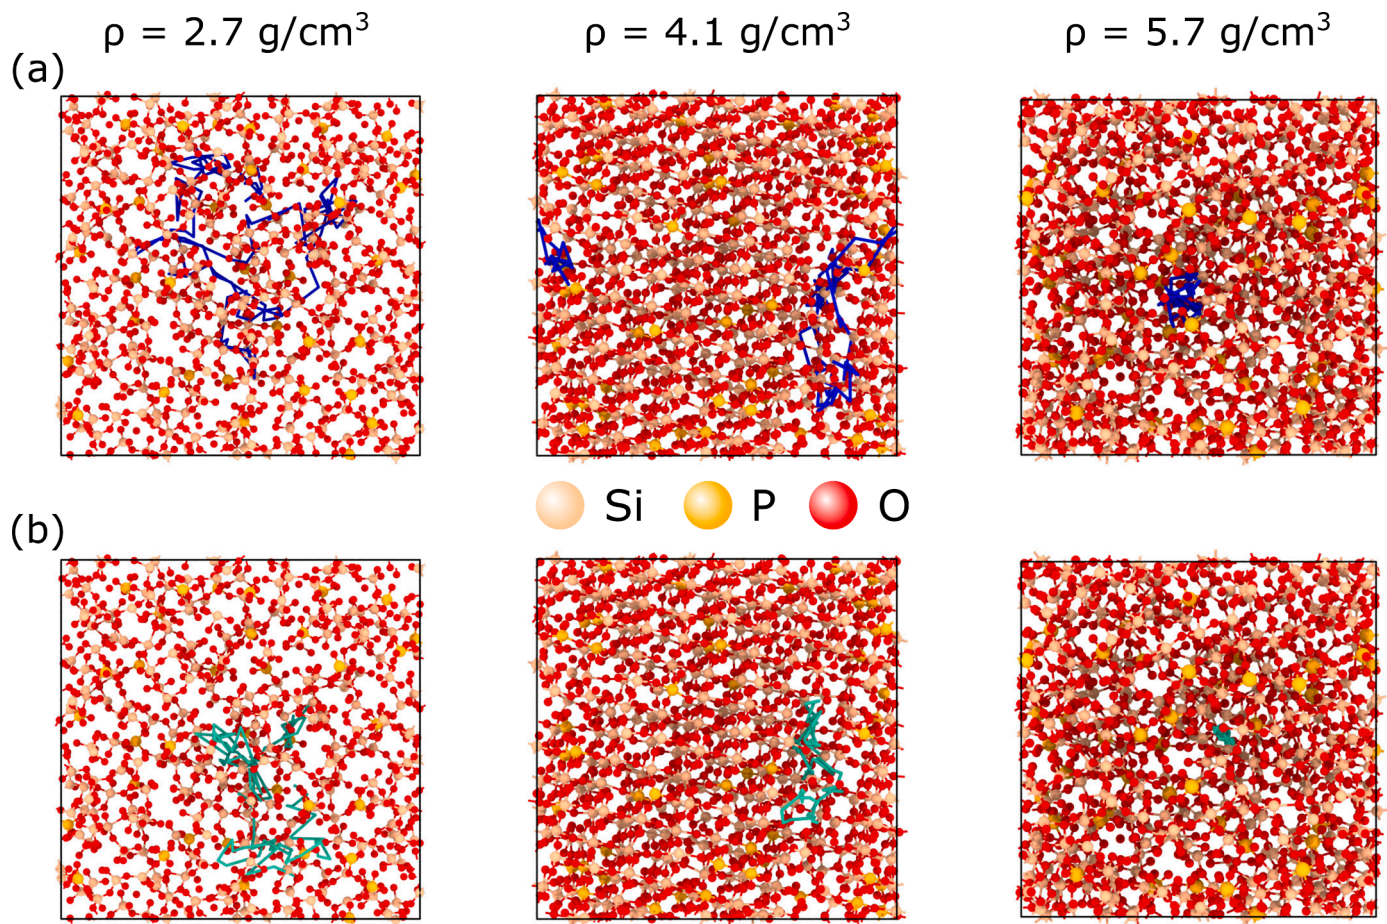 ρ = 2.7 g/cm³ ρ = 4.1 g/cm³ ρ = 5.7 g/cm³
(a)
Si P O
(b)